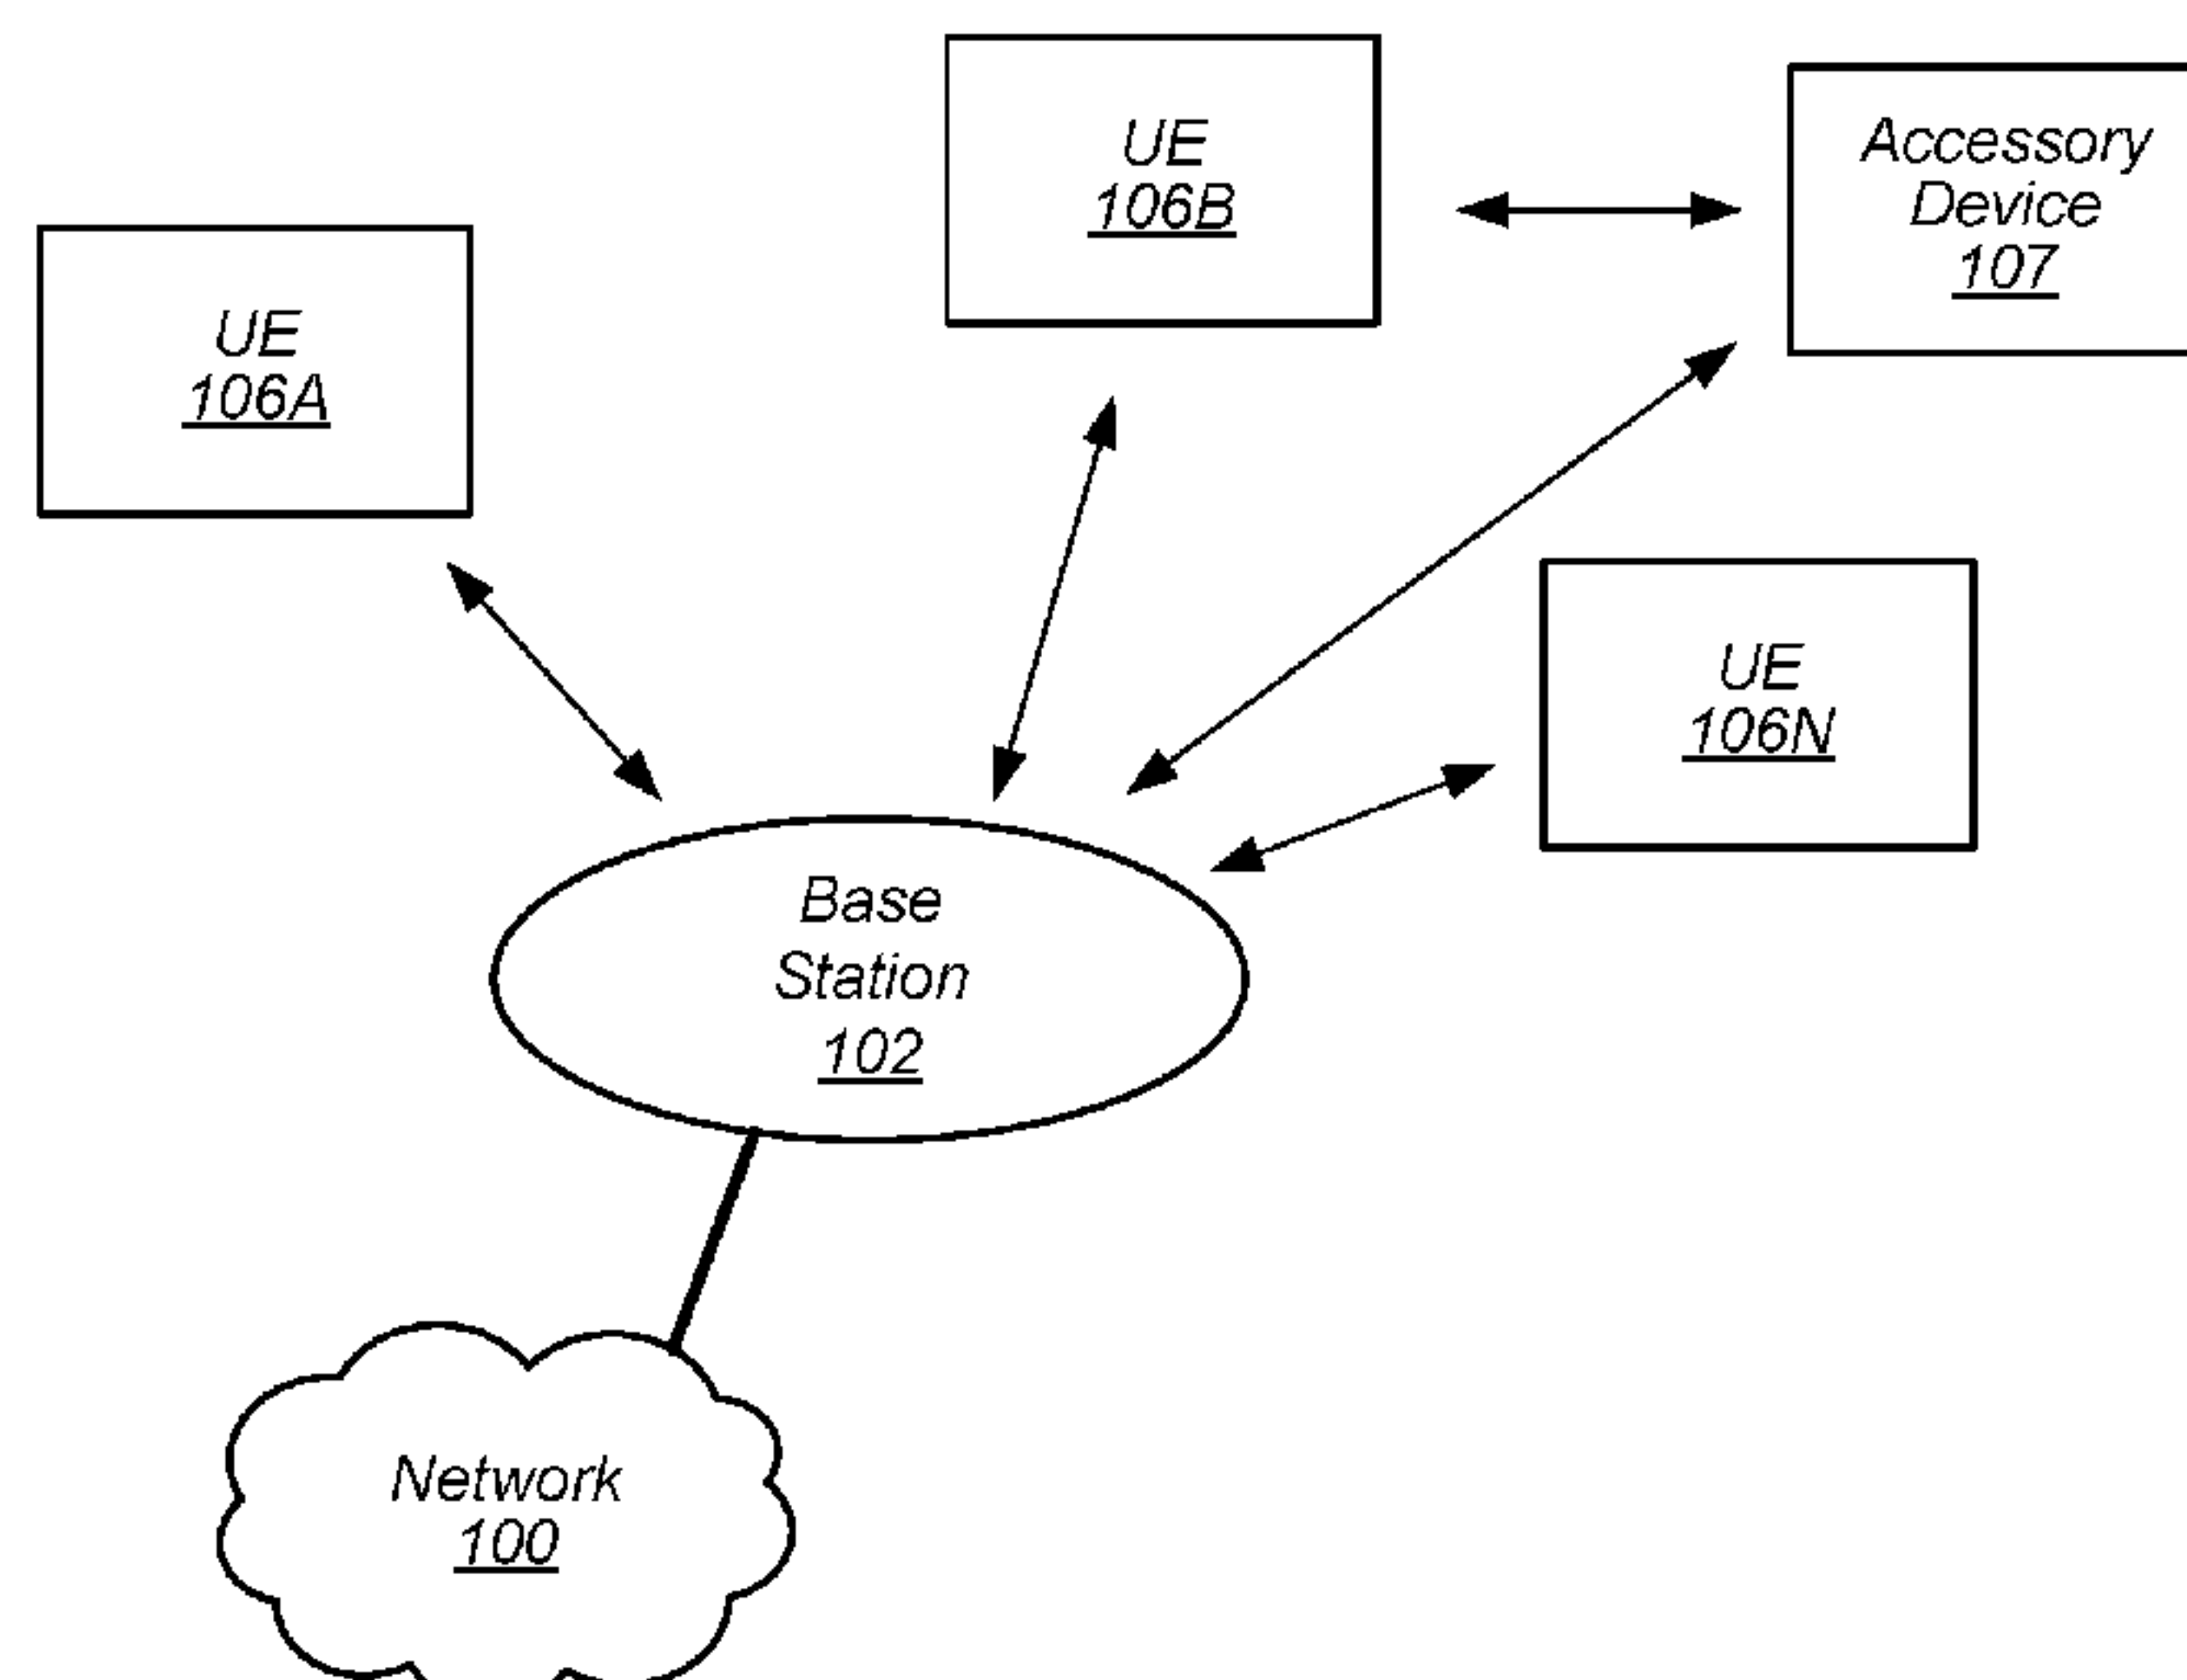 UE
106B
Accessory
Device
107
UE
106A
UE
106N
Base
Station
102
Network
100